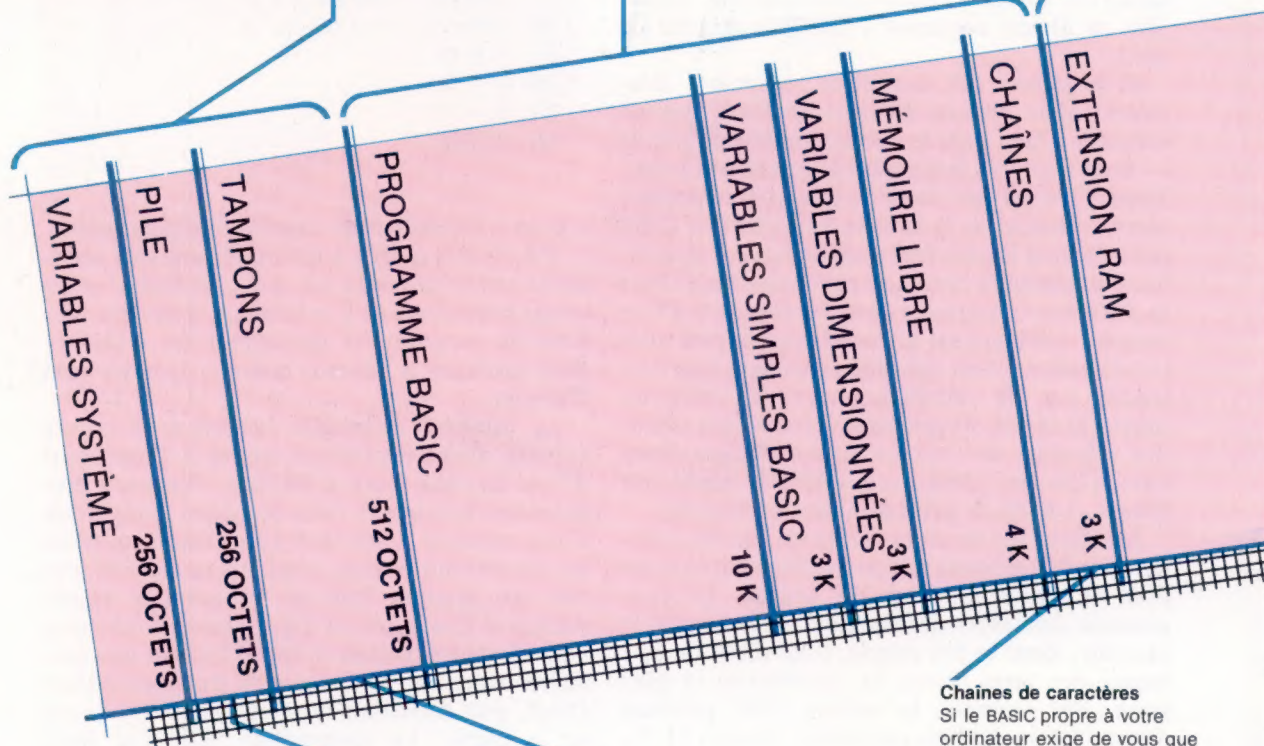 VARIABLES SYSTÈME
256 OCTETS
PILE
256 OCTETS
TAMPONS
512 OCTETS
PROGRAMME BASIC
10 K
VARIABLES SIMPLES BASIC
3 K
VARIABLES DIMENSIONNÉES
3 K
MÉMOIRE LIBRE
4 K
CHAÎNES
3 K
EXTENSION RAM
Chaînes de caractères
Si le BASIC propre à votre
ordinateur exige de vous que